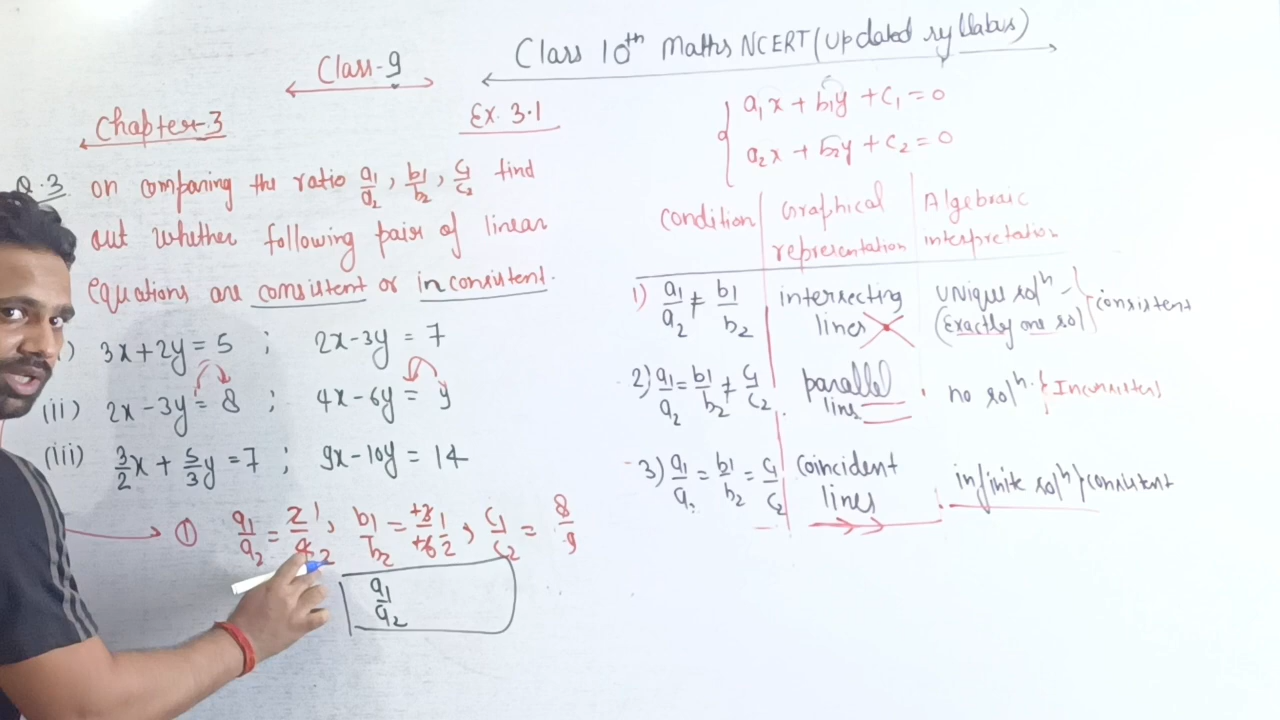 Class-9
Class 10th Maths NCERT (Updated syllabus)
Chapter-3
Ex. 3.1
Q.3 on comparing the ratio a1/a2, b1/b2, c1/c2 find
out whether following pair of linear
equations are consistent or inconsistent.
) 3x+2y = 5 ; 2x-3y = 7
(ii) 2x - 3y = 8 ; 4x - 6y = 9
(iii) 3/2x + 5/3y = 7 ; 9x - 10y = 14
① a1/a2 = 2 1/4 2, b1/b2 = +3 1/+6 2, c1/c2 = 8/9
a1/a2
a1x + b1y + c1 = 0
a2x + b2y + c2 = 0
Condition Graphical representation Algebraic interpretation
1) a1/a2 ≠ b1/b2 intersecting lines unique solⁿ (Exactly one sol) consistent
2) a1/a2 = b1/b2 ≠ c1/c2 parallel lines no solⁿ. Inconsistent
3) a1/a2 = b1/b2 = c1/c2 Coincident lines infinite solⁿ consistent